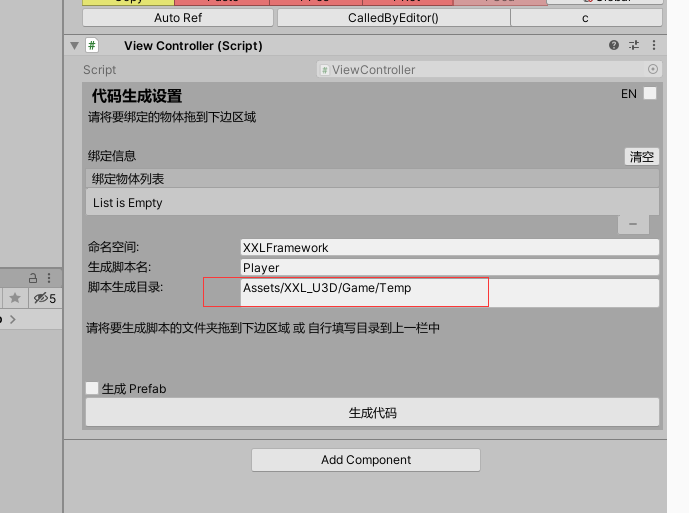 Auto Ref
CalledByEditor()
c
# View Controller (Script)
Script
# ViewController
代码生成设置
EN
请将要绑定的物体拖到下边区域
绑定信息
清空
绑定物体列表
List is Empty
命名空间:
XXLFramework
生成脚本名:
Player
脚本生成目录:
Assets/XXL_U3D/Game/Temp
5
请将要生成脚本的文件夹拖到下边区域 或 自行填写目录到上一栏中
生成 Prefab
生成代码
Add Component